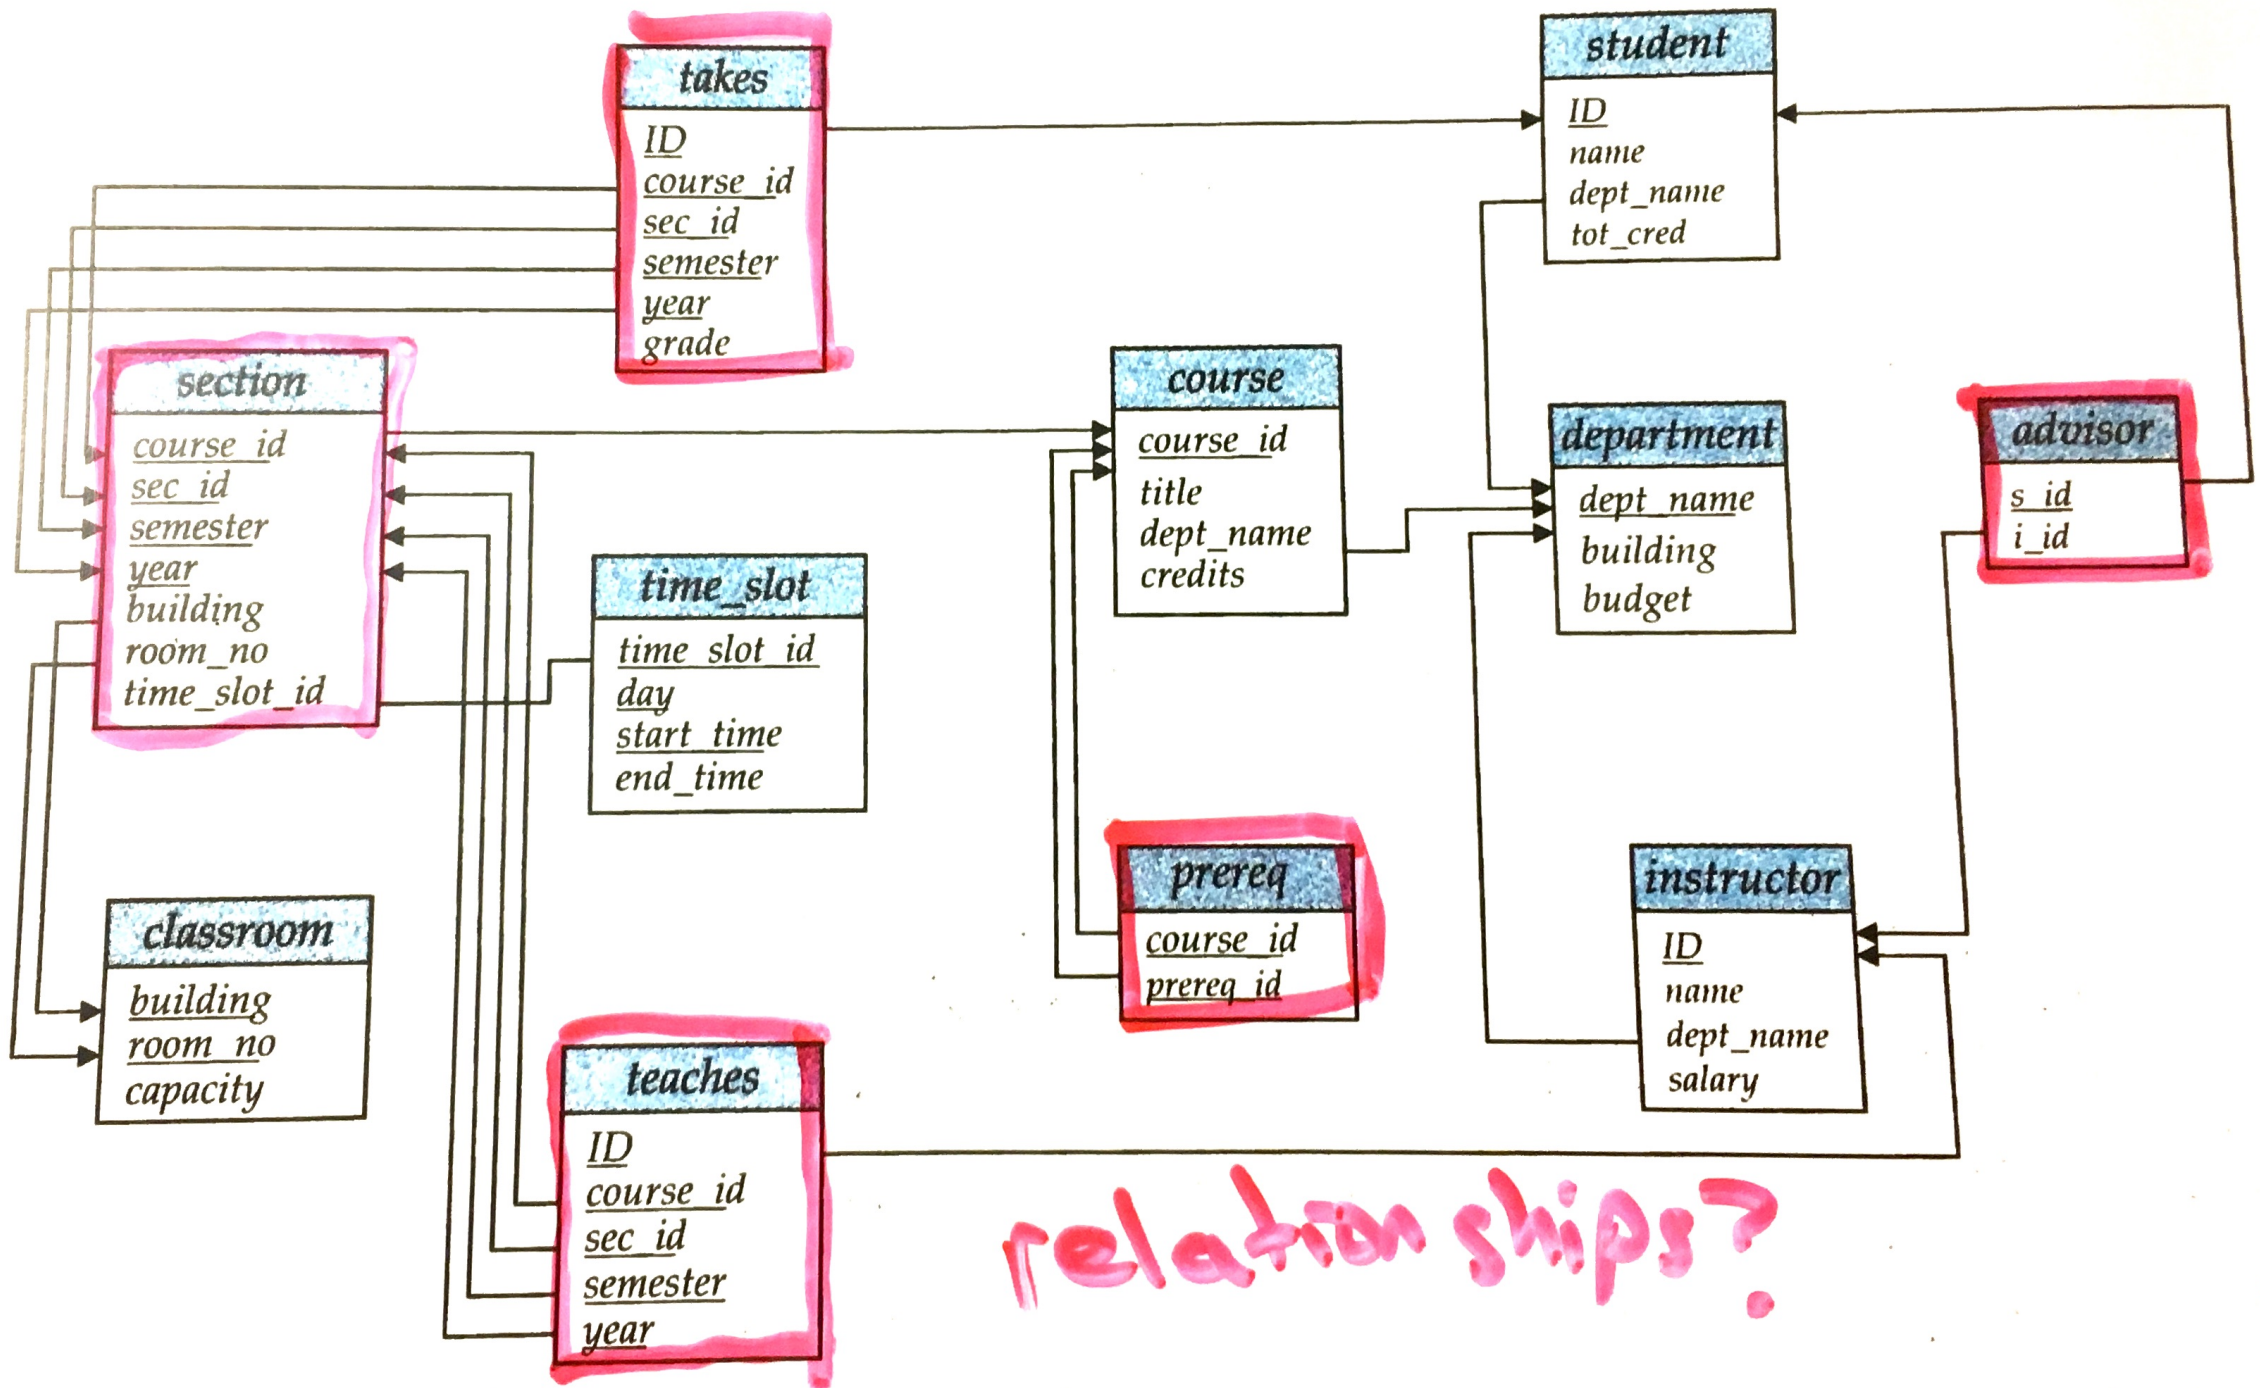 takes
ID
course_id
sec_id
semester
year
grade
student
ID
name
dept_name
tot_cred
section
course_id
sec_id
semester
year
building
room_no
time_slot_id
course
course_id
title
dept_name
credits
department
dept_name
building
budget
advisor
s_id
i_id
time_slot
time_slot_id
day
start_time
end_time
classroom
building
room_no
capacity
prereq
course_id
prereq_id
instructor
ID
name
dept_name
salary
teaches
ID
course_id
sec_id
semester
year
relationships?